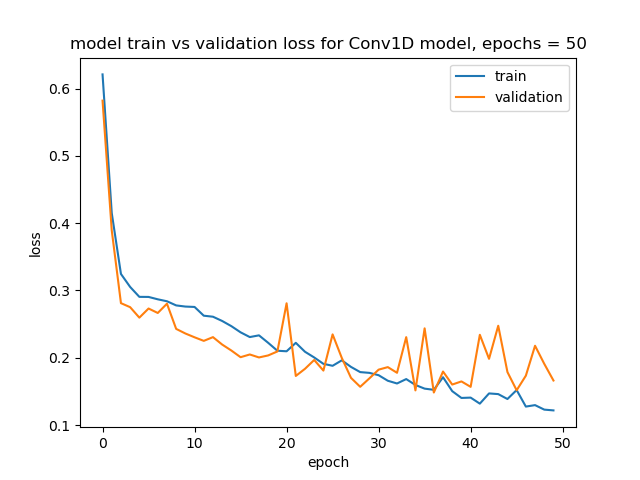 model train vs validation loss for Conv1D model, epochs = 50
train
validation
0.6
0.5
0.4
0.3
0.2
0.1
loss
0 10 20 30 40 50
epoch